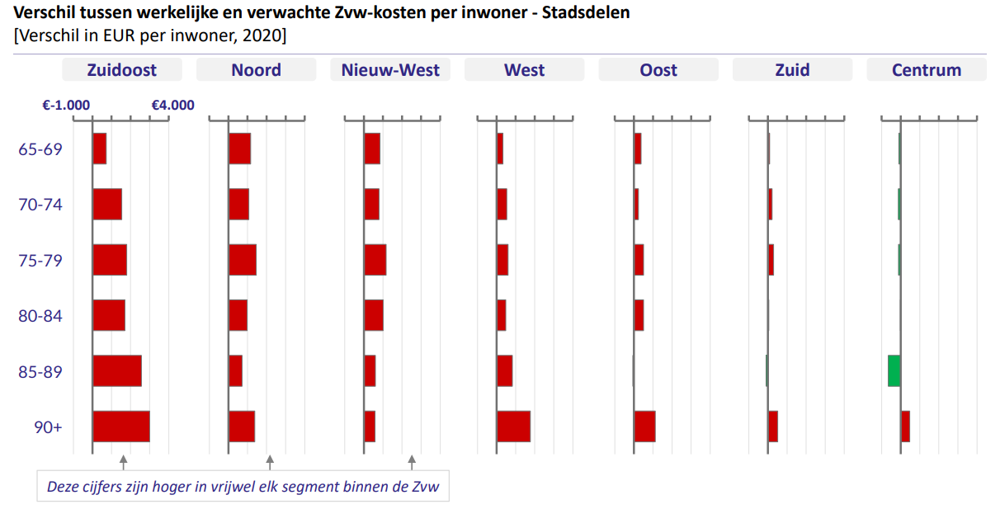 Verschil tussen werkelijke en verwachte Zvw-kosten per inwoner - Stadsdelen
[Verschil in EUR per inwoner, 2020]
Zuidoost Noord Nieuw-West West Oost Zuid Centrum
€-1.000 €4.000
65-69
70-74
75-79
80-84
85-89
90+
Deze cijfers zijn hoger in vrijwel elk segment binnen de Zvw